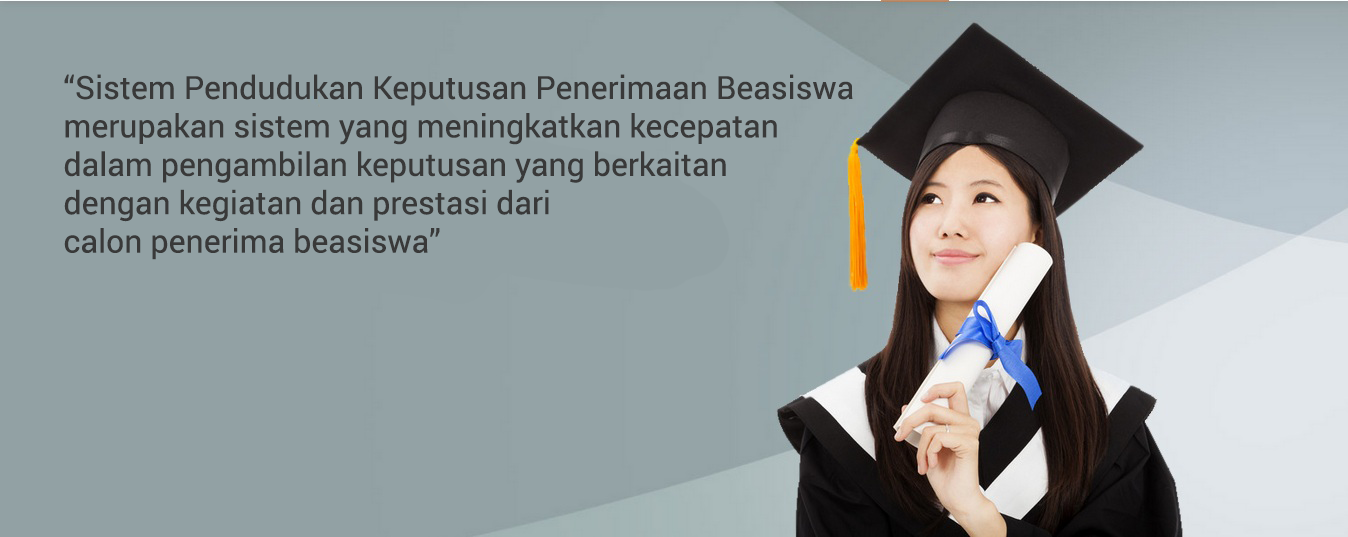 “Sistem Pendudukan Keputusan Penerimaan Beasiswa
merupakan sistem yang meningkatkan kecepatan
dalam pengambilan keputusan yang berkaitan
dengan kegiatan dan prestasi dari
calon penerima beasiswa”